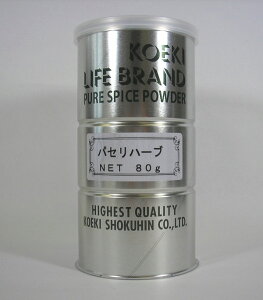 KOEKI
LIFE BRAND
PURE SPICE POWDER
パセリハーブ
NET 80g
HIGHEST QUALITY
KOEKI SHOKUHIN CO.,LTD.